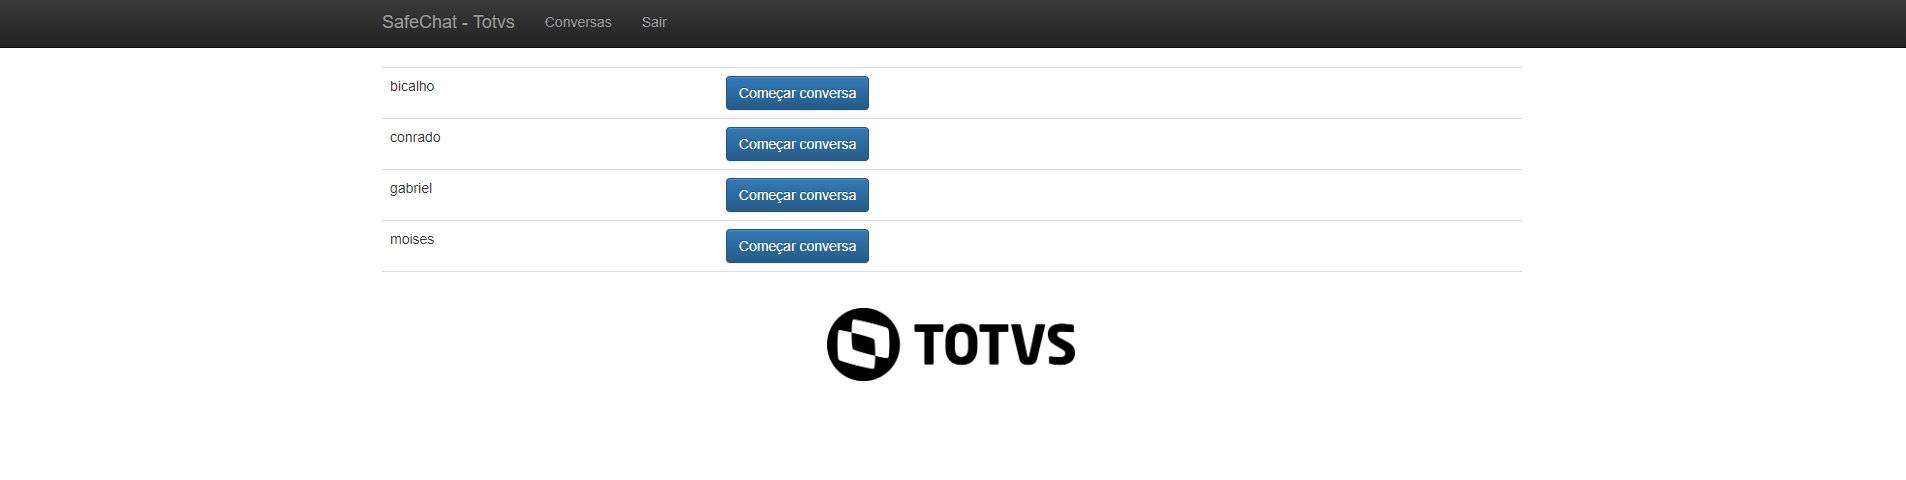 SafeChat - Totvs Conversas Sair
bicalho Começar conversa
conrado Começar conversa
gabriel Começar conversa
moises Começar conversa
TOTVS